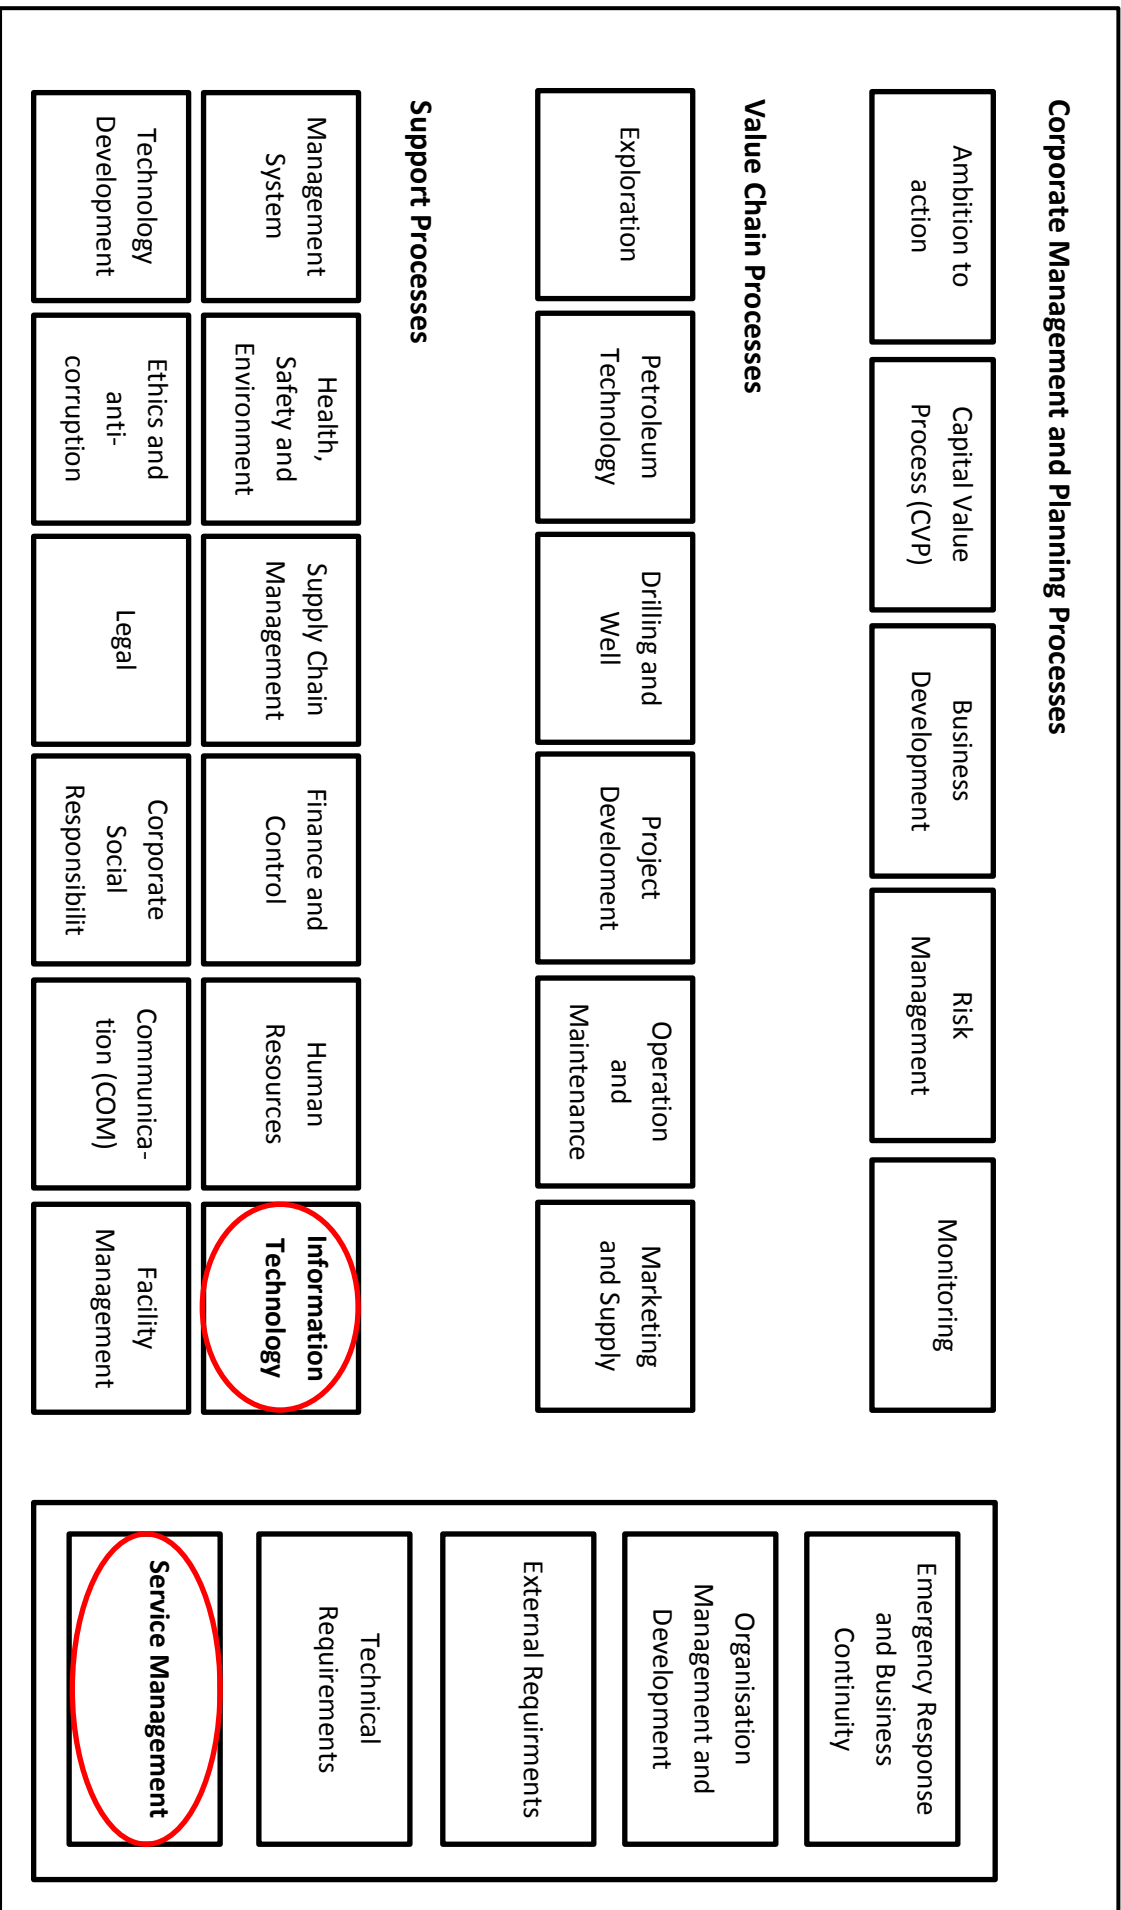 Corporate Management and Planning Processes
Ambition to
action
Capital Value
Process (CVP)
Business
Development
Risk
Management
Monitoring
Value Chain Processes
Exploration
Petroleum
Technology
Drilling and
Well
Project
Develoment
Operation
and
Maintenance
Marketing
and Supply
Support Processes
Management
System
Health,
Safety and
Environment
Supply Chain
Management
Finance and
Control
Human
Resources
Information
Technology
Technology
Development
Ethics and
anti-
corruption
Legal
Corporate
Social
Responsibilit
Communica-
tion (COM)
Facility
Management
Emergency Response
and Business
Continuity
Organisation
Management and
Development
External Requirments
Technical
Requirements
Service Management